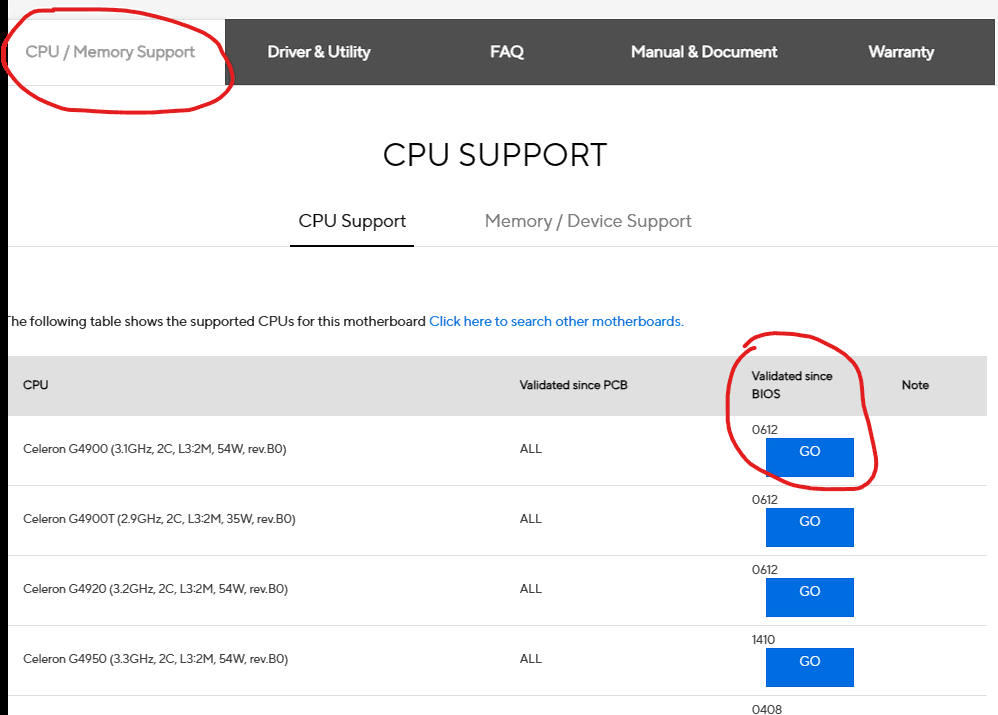 CPU / Memory Support Driver & Utility FAQ Manual & Document Warranty
CPU SUPPORT
CPU Support Memory / Device Support
The following table shows the supported CPUs for this motherboard Click here to search other motherboards.
CPU Validated since PCB Validated since BIOS Note
Celeron G4900 (3.1GHz, 2C, L3:2M, 54W, rev.B0) ALL 0612 GO
Celeron G4900T (2.9GHz, 2C, L3:2M, 35W, rev.B0) ALL 0612 GO
Celeron G4920 (3.2GHz, 2C, L3:2M, 54W, rev.B0) ALL 0612 GO
Celeron G4950 (3.3GHz, 2C, L3:2M, 54W, rev.B0) ALL 1410 GO
0408